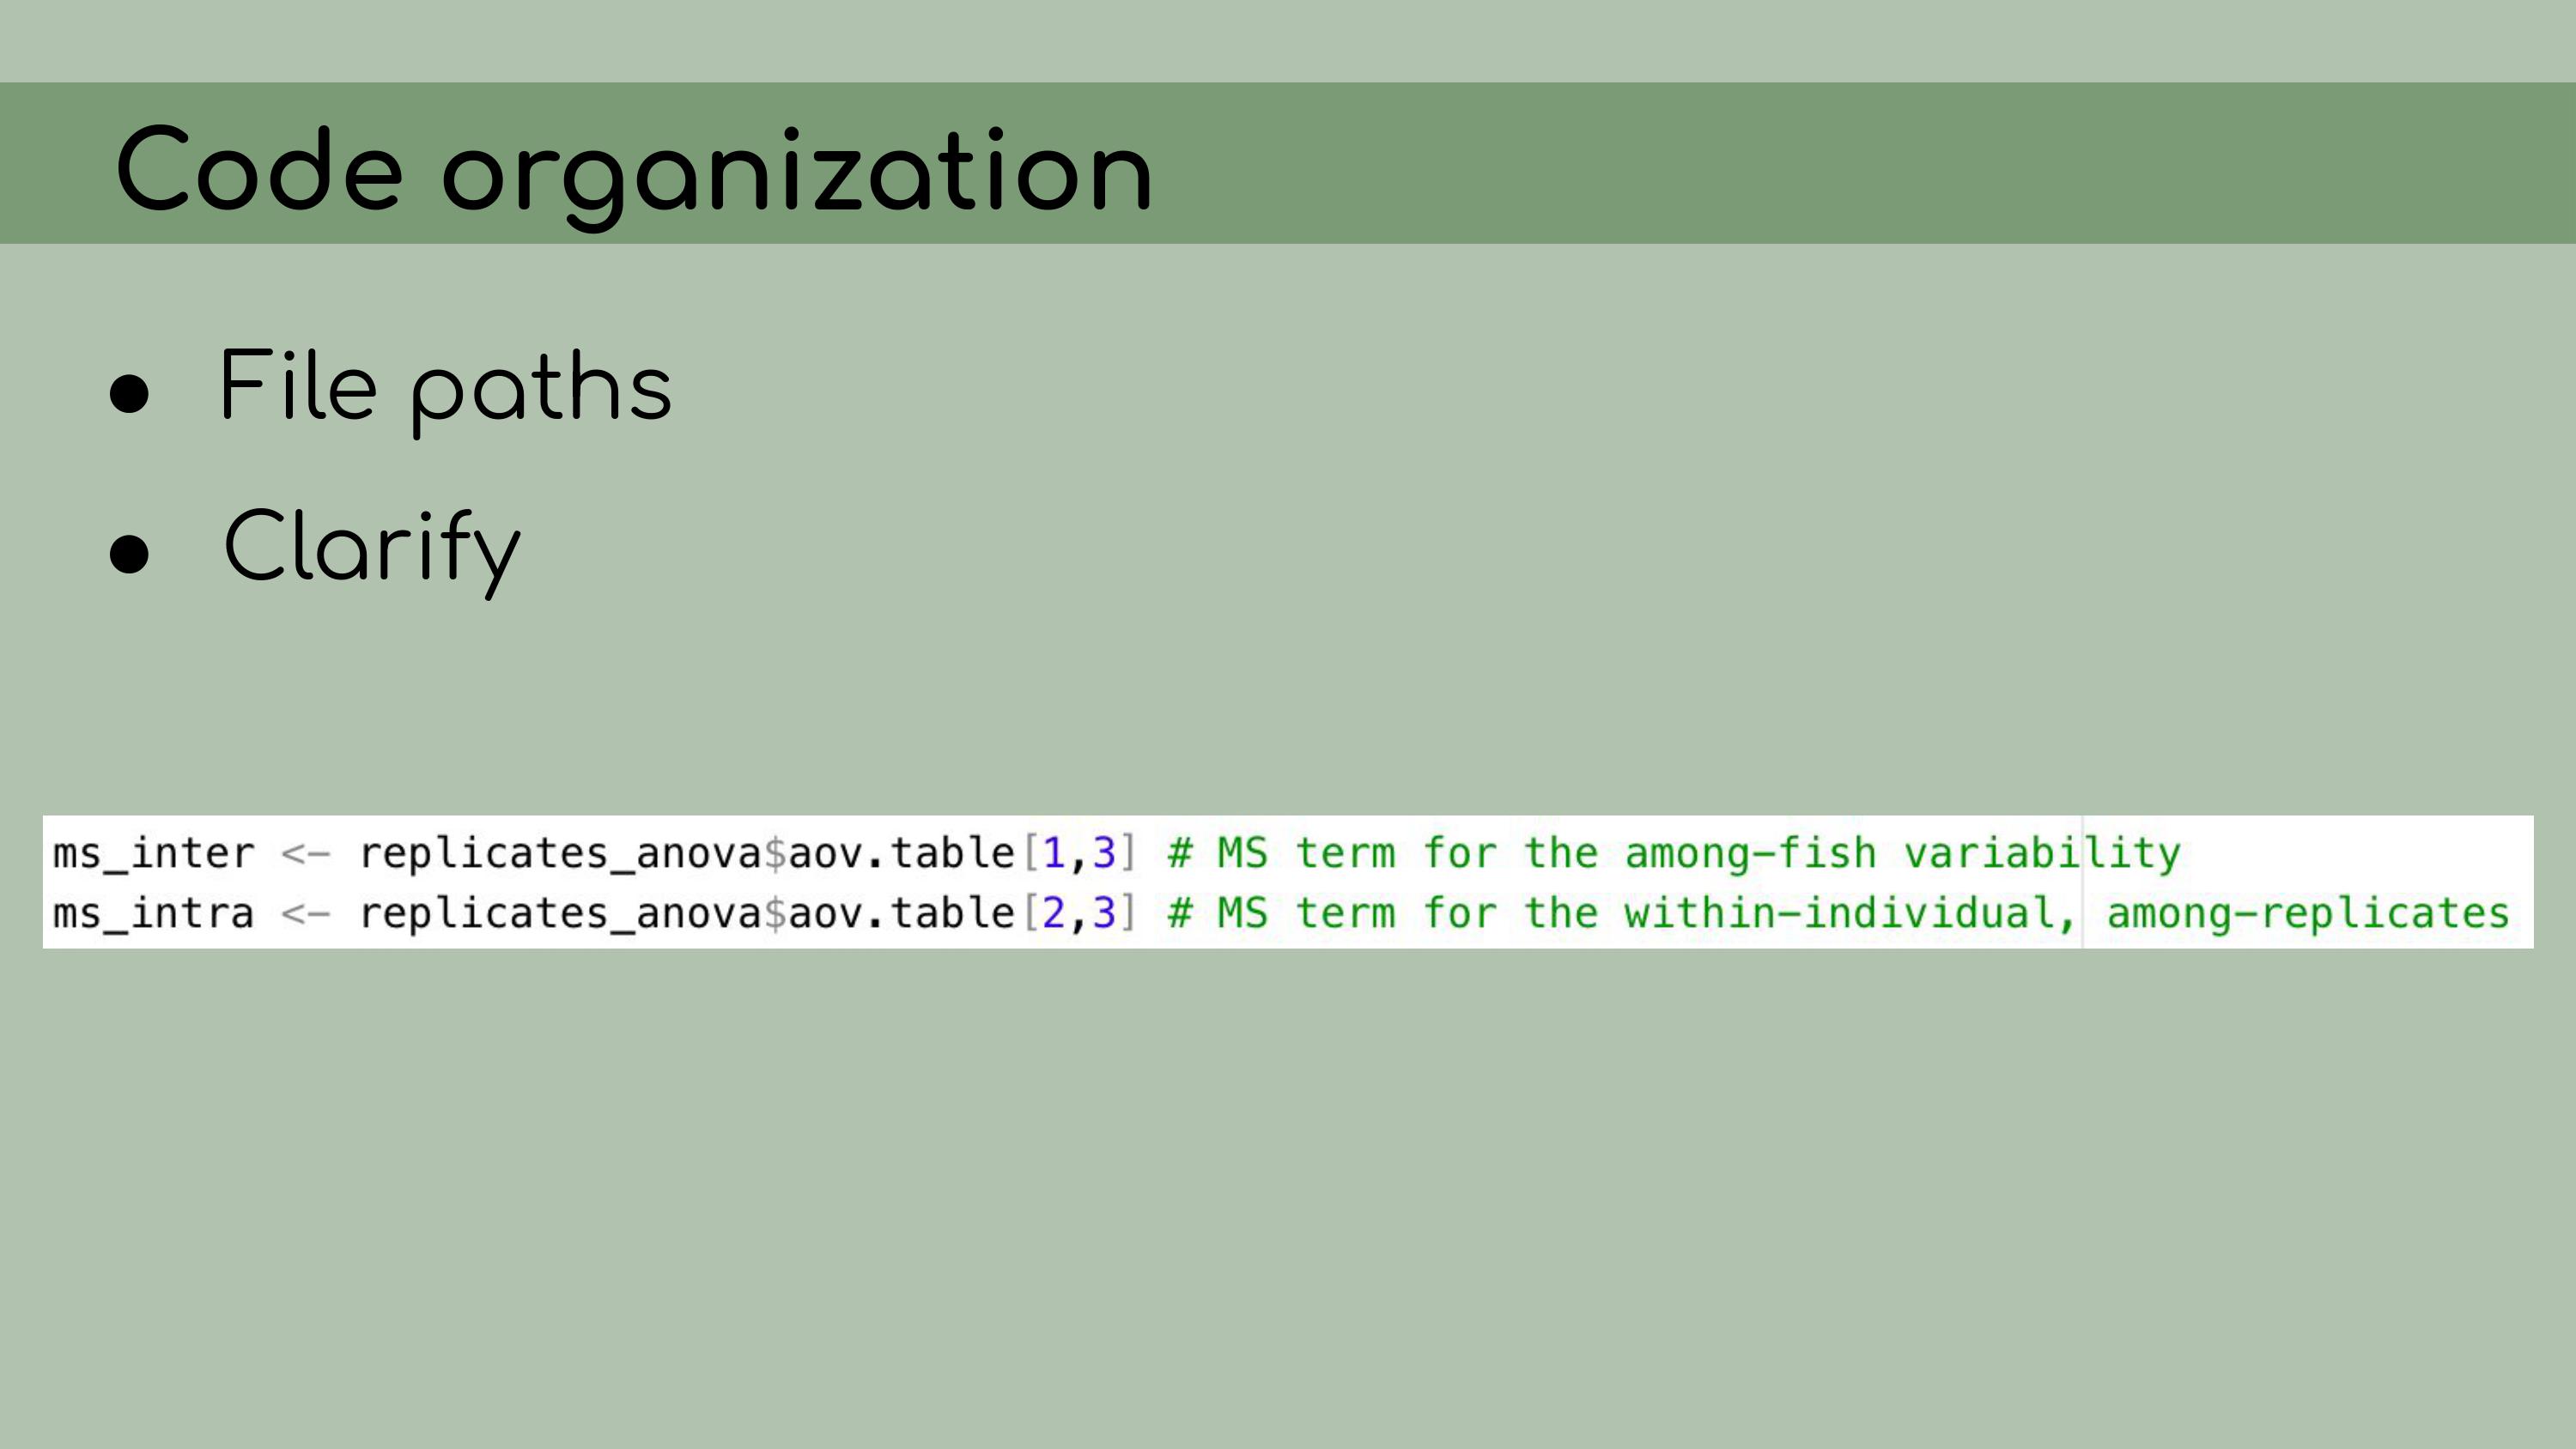 Code organization
● File paths
● Clarify
ms_inter <- replicates_anova$aov.table[1,3] # MS term for the among-fish variability
ms_intra <- replicates_anova$aov.table[2,3] # MS term for the within-individual, among-replicates